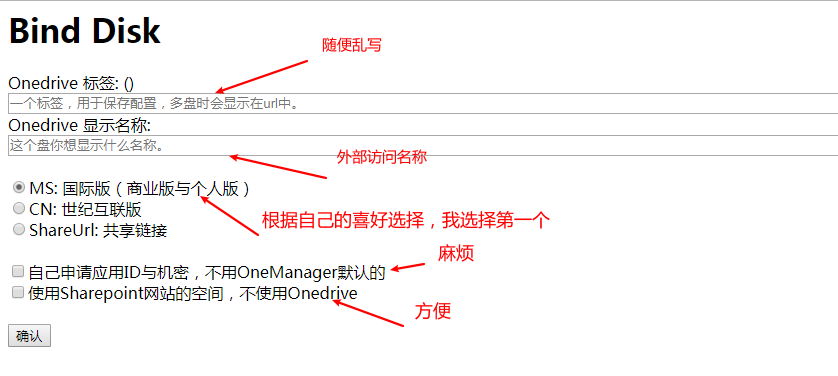 Bind Disk
随便乱写
Onedrive 标签: ()
一个标签，用于保存配置，多盘时会显示在url中。
Onedrive 显示名称:
这个盘你想显示什么名称。
外部访问名称
MS: 国际版（商业版与个人版）
CN: 世纪互联版
根据自己的喜好选择，我选择第一个
ShareUrl: 共享链接
麻烦
自己申请应用ID与机密，不用OneManager默认的
使用Sharepoint网站的空间，不使用Onedrive
方便
确认